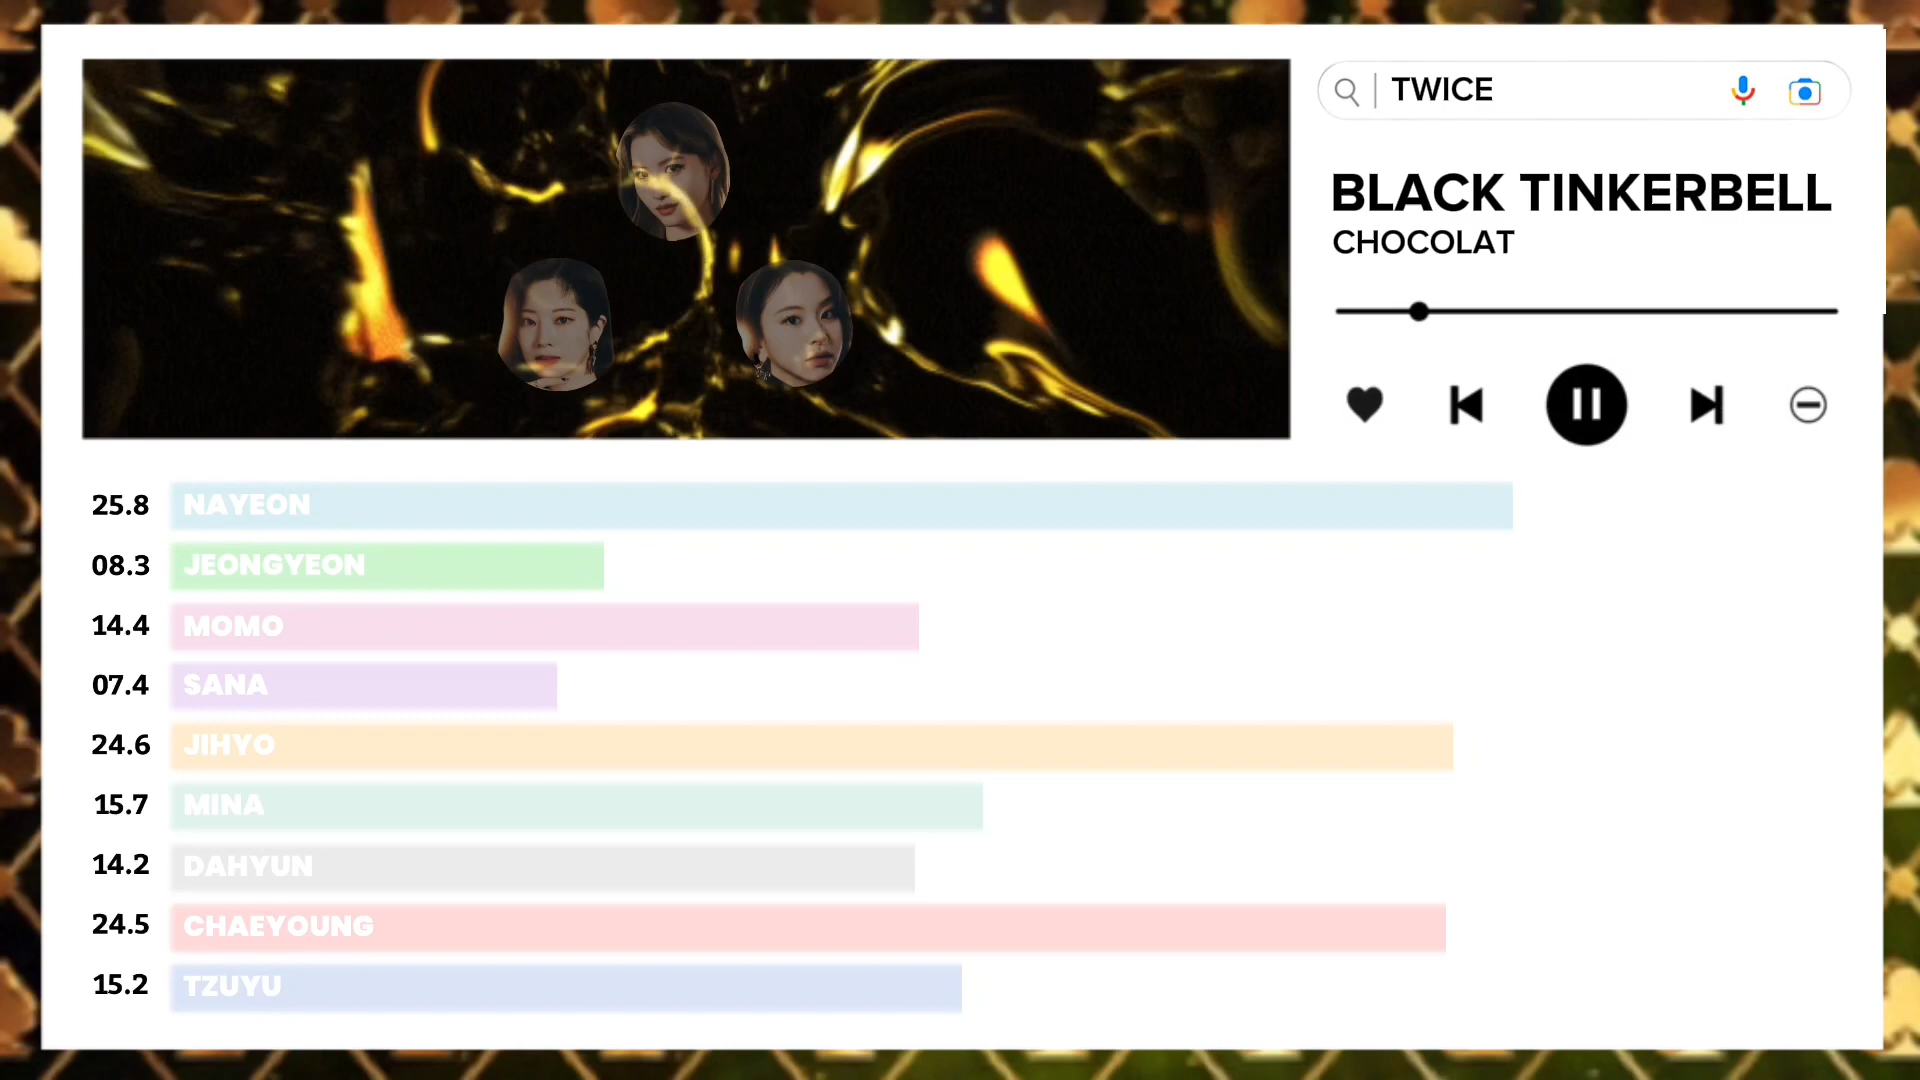 TWICE
BLACK TINKERBELL
CHOCOLAT
25.8 NAYEON
08.3 JEONGYEON
14.4 MOMO
07.4 SANA
24.6 JIHYO
15.7 MINA
14.2 DAHYUN
24.5 CHAEYOUNG
15.2 TZUYU